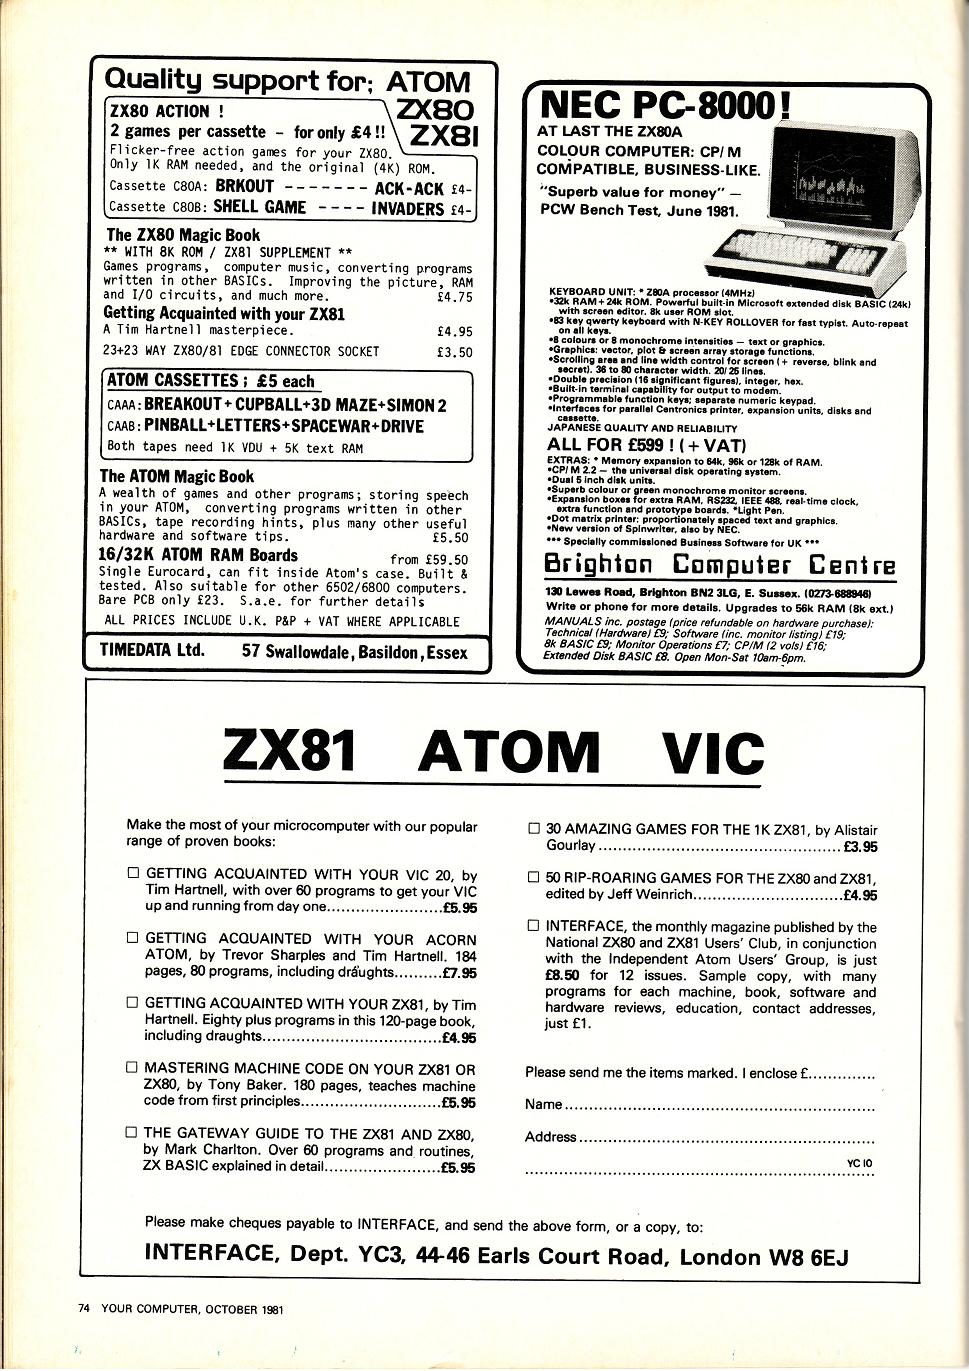 Quality support for; ATOM
ZX80
ZX81
ZX80 ACTION !
2 games per cassette - for only £4 !!
Flicker-free action games for your ZX80.
Only 1K RAM needed, and the original (4K) ROM.
Cassette C80A: BRKOUT ------- ACK-ACK £4-
Cassette C80B: SHELL GAME ---- INVADERS £4-
The ZX80 Magic Book
** WITH 8K ROM / ZX81 SUPPLEMENT **
Games programs, computer music, converting programs
written in other BASICs. Improving the picture, RAM
and I/O circuits, and much more. £4.75
Getting Acquainted with your ZX81
A Tim Hartnell masterpiece. £4.95
23+23 WAY ZX80/81 EDGE CONNECTOR SOCKET £3.50
ATOM CASSETTES ; £5 each
CAAA: BREAKOUT + CUPBALL+3D MAZE+SIMON 2
CAAB: PINBALL+LETTERS+SPACEWAR+DRIVE
Both tapes need 1K VDU + 5K text RAM
The ATOM Magic Book
A wealth of games and other programs; storing speech
in your ATOM, converting programs written in other
BASICs, tape recording hints, plus many other useful
hardware and software tips. £5.50
16/32K ATOM RAM Boards from £59.50
Single Eurocard, can fit inside Atom's case. Built &
tested. Also suitable for other 6502/6800 computers.
Bare PCB only £23. S.a.e. for further details
ALL PRICES INCLUDE U.K. P&P + VAT WHERE APPLICABLE
TIMEDATA Ltd. 57 Swallowdale, Basildon, Essex
NEC PC-8000!
AT LAST THE ZX80A
COLOUR COMPUTER: CP/M
COMPATIBLE, BUSINESS-LIKE.
"Superb value for money" —
PCW Bench Test, June 1981.
KEYBOARD UNIT: * Z80A processor (4MHz)
•32k RAM + 24k ROM. Powerful built-in Microsoft extended disk BASIC (24k)
with screen editor. 8k user ROM slot.
•83 key qwerty keyboard with N-KEY ROLLOVER for fast typist. Auto-repeat
on all keys.
•8 colours or 8 monochrome intensities — text or graphics.
•Graphics: vector, plot & screen array storage functions.
•Scrolling area and line width control for screen (+ reverse, blink and
secret). 36 to 80 character width. 20/25 lines.
•Double precision (16 significant figures), integer, hex.
•Built-in terminal capability for output to modem.
•Programmable function keys; separate numeric keypad.
•Interfaces for parallel Centronics printer, expansion units, disks and
cassette.
JAPANESE QUALITY AND RELIABILITY
ALL FOR £599 ! (+ VAT)
EXTRAS: * Memory expansion to 64k, 96k or 128k of RAM.
•CP/M 2.2 — the universal disk operating system.
•Dual 5 inch disk units.
•Superb colour or green monochrome monitor screens.
•Expansion boxes for extra RAM, RS232, IEEE 488, real-time clock,
extra function and prototype boards. *Light Pen.
•Dot matrix printer: proportionately spaced text and graphics.
•New version of Spinwriter, also by NEC.
*** Specially commissioned Business Software for UK ***
Brighton Computer Centre
130 Lewes Road, Brighton BN2 3LG, E. Sussex. (0273-688946)
Write or phone for more details. Upgrades to 56k RAM (8k ext.)
MANUALS inc. postage (price refundable on hardware purchase):
Technical (Hardware) £9; Software (inc. monitor listing) £19;
8k BASIC £9; Monitor Operations £7; CP/M (2 vols) £16;
Extended Disk BASIC £8. Open Mon-Sat 10am-6pm.
ZX81 ATOM VIC
Make the most of your microcomputer with our popular
range of proven books:
☐ GETTING ACQUAINTED WITH YOUR VIC 20, by
Tim Hartnell, with over 60 programs to get your VIC
up and running from day one.......................£5.95
☐ GETTING ACQUAINTED WITH YOUR ACORN
ATOM, by Trevor Sharples and Tim Hartnell. 184
pages, 80 programs, including draughts..........£7.95
☐ GETTING ACQUAINTED WITH YOUR ZX81, by Tim
Hartnell. Eighty plus programs in this 120-page book,
including draughts....................................£4.95
☐ MASTERING MACHINE CODE ON YOUR ZX81 OR
ZX80, by Tony Baker. 180 pages, teaches machine
code from first principles............................£5.95
☐ THE GATEWAY GUIDE TO THE ZX81 AND ZX80,
by Mark Charlton. Over 60 programs and routines,
ZX BASIC explained in detail.......................£5.95
☐ 30 AMAZING GAMES FOR THE 1K ZX81, by Alistair
Gourlay.................................................£3.95
☐ 50 RIP-ROARING GAMES FOR THE ZX80 and ZX81,
edited by Jeff Weinrich..............................£4.95
☐ INTERFACE, the monthly magazine published by the
National ZX80 and ZX81 Users' Club, in conjunction
with the Independent Atom Users' Group, is just
£8.50 for 12 issues. Sample copy, with many
programs for each machine, book, software and
hardware reviews, education, contact addresses,
just £1.
Please send me the items marked. I enclose £.............
Name..............................................................
Address...........................................................
YC10
Please make cheques payable to INTERFACE, and send the above form, or a copy, to:
INTERFACE, Dept. YC3, 44-46 Earls Court Road, London W8 6EJ
74 YOUR COMPUTER, OCTOBER 1981